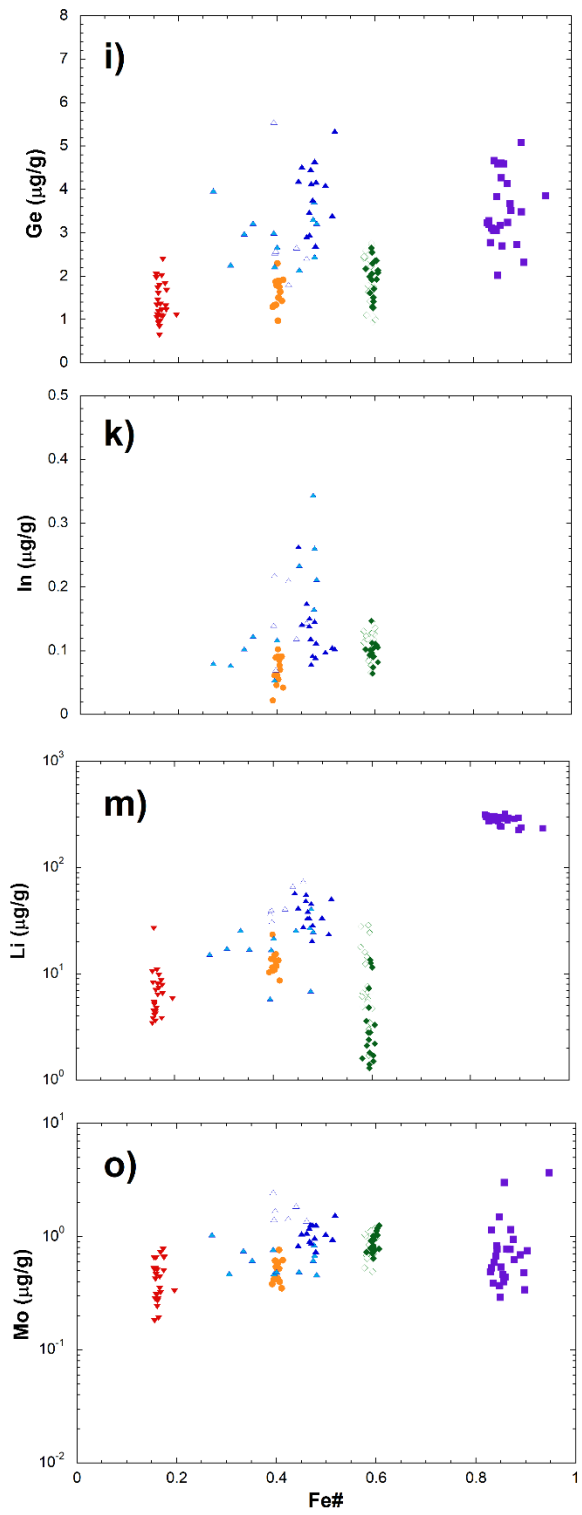 i)
8
7
6
5
4
3
2
1
0
Ge (μg/g)
k)
0.5
0.4
0.3
0.2
0.1
0
In (μg/g)
m)
10³
10²
10¹
10⁰
Li (μg/g)
o)
10¹
10⁰
10⁻¹
10⁻²
Mo (μg/g)
0 0.2 0.4 0.6 0.8 1
Fe#